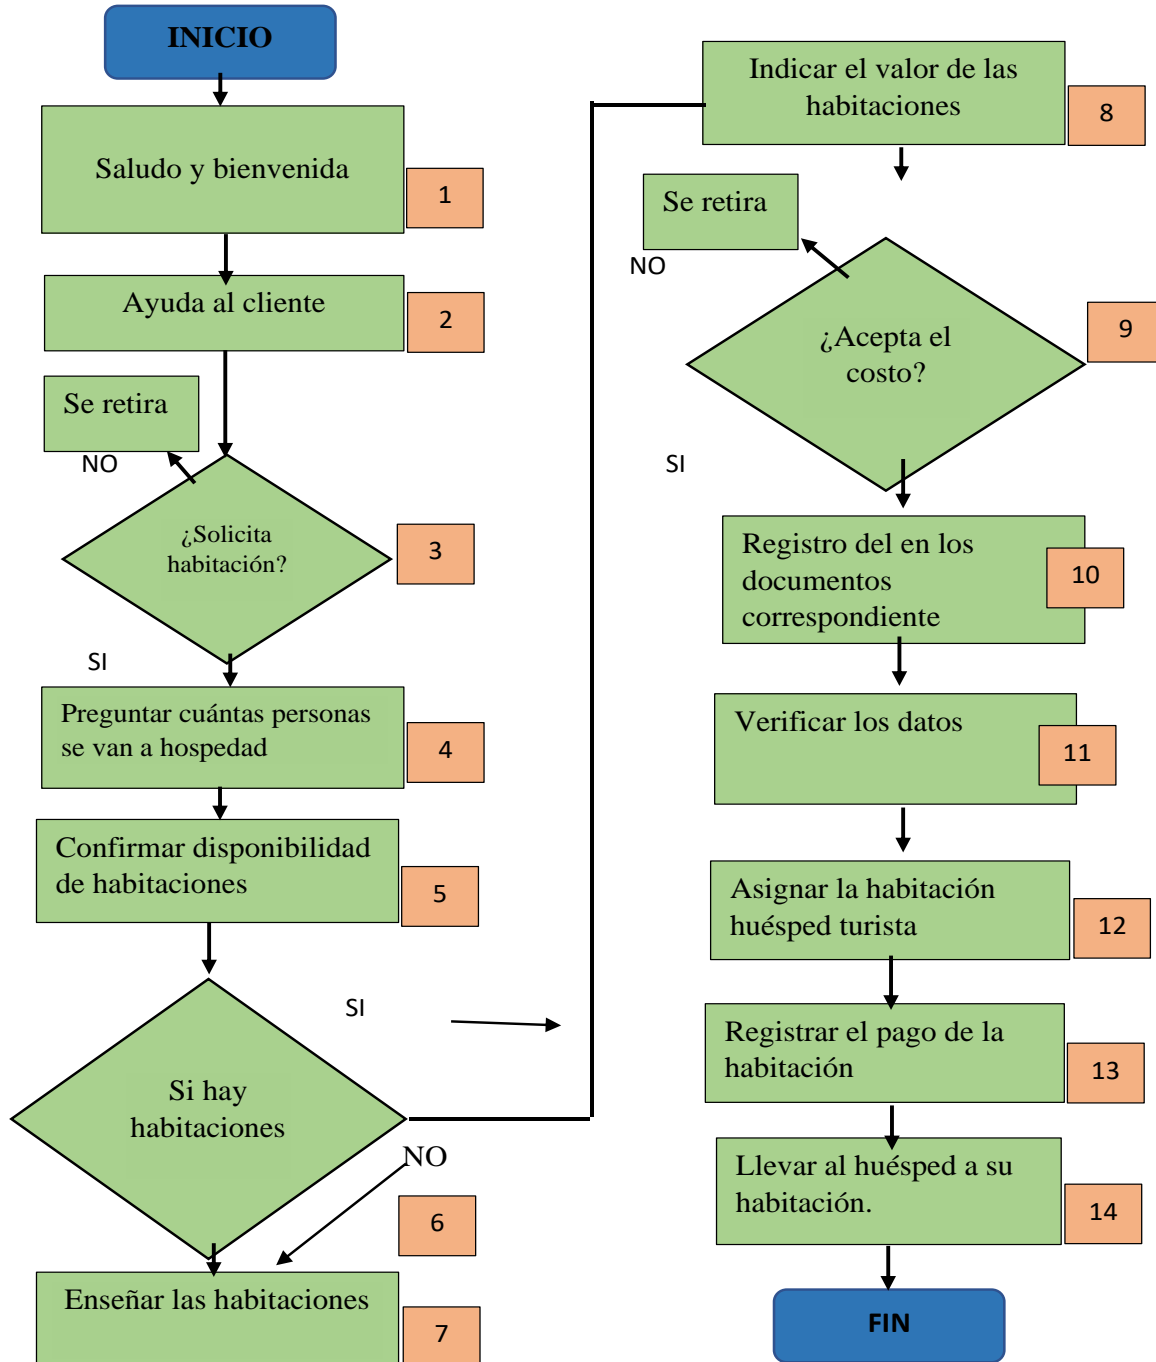 INICIO
Saludo y bienvenida
1
Ayuda al cliente
2
Se retira
NO
¿Solicita
habitación?
3
SI
Preguntar cuántas personas
se van a hospedad
4
Confirmar disponibilidad
de habitaciones
5
SI
Si hay
habitaciones
NO
6
Enseñar las habitaciones
7
Indicar el valor de las
habitaciones
8
Se retira
NO
¿Acepta el
costo?
9
SI
Registro del en los
documentos
correspondiente
10
Verificar los datos
11
Asignar la habitación
huésped turista
12
Registrar el pago de la
habitación
13
Llevar al huésped a su
habitación.
14
FIN